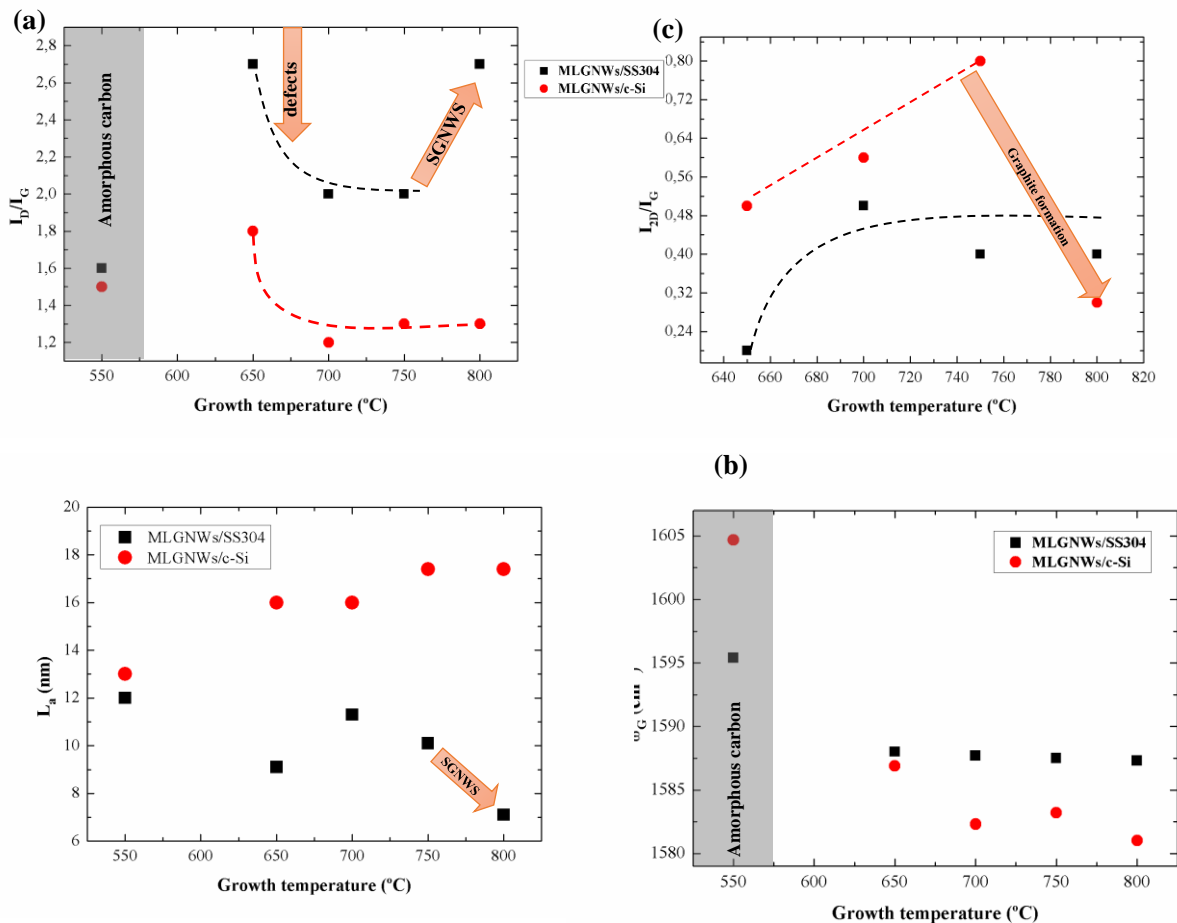 (a)
2,8
2,6
2,4
2,2
2,0
1,8
1,6
1,4
1,2
I_D/I_G
Amorphous carbon
defects
SGNWS
550 600 650 700 750 800
Growth temperature (ºC)
MLGNWs/SS304
MLGNWs/c-Si
(c)
0,80
0,72
0,64
0,56
0,48
0,40
0,32
0,24
I_2D/I_G
Graphite formation
640 660 680 700 720 740 760 780 800 820
Growth temperature (ºC)
20
18
16
14
12
10
8
6
L_a (nm)
MLGNWs/SS304
MLGNWs/c-Si
SGNWS
550 600 650 700 750 800
Growth temperature (ºC)
(b)
1605
1600
1595
1590
1585
1580
Amorphous carbon
MLGNWs/SS304
MLGNWs/c-Si
550 600 650 700 750 800
Growth temperature (ºC)